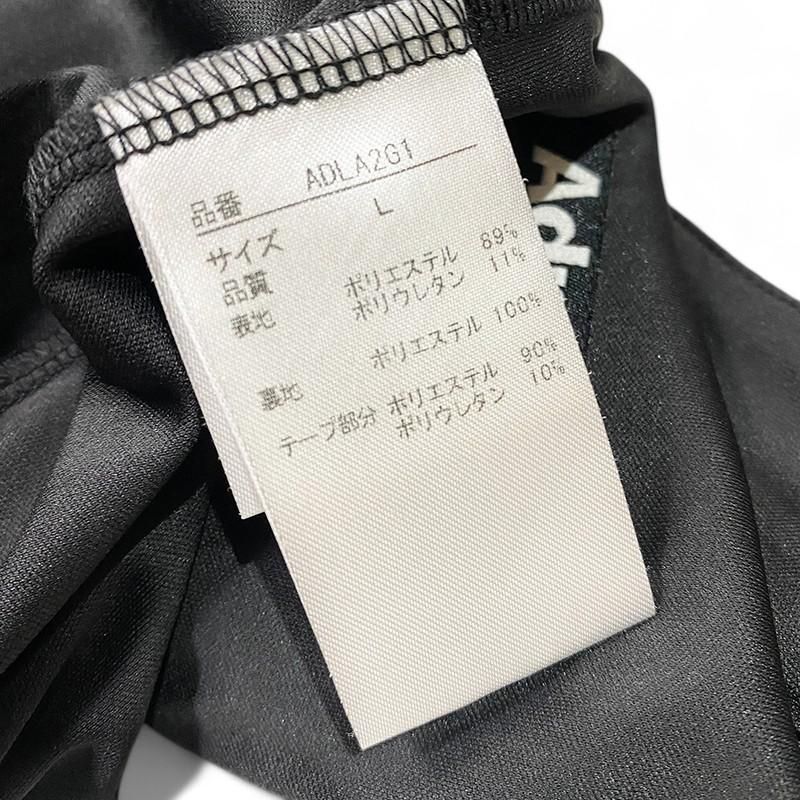 品番 ADLA2G1
サイズ L
品質
表地 ポリエステル 89%
ポリウレタン 11%
裏地 ポリエステル 100%
テープ部分 ポリエステル 90%
ポリウレタン 10%